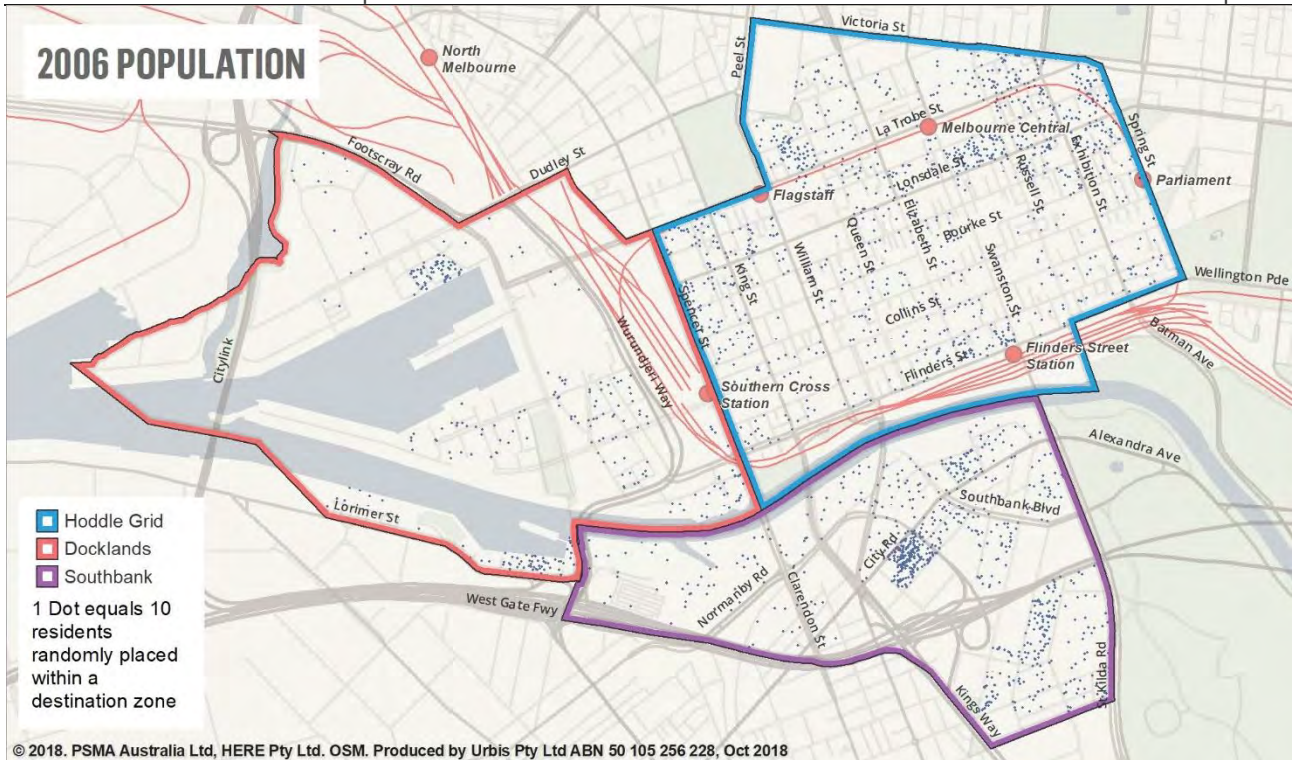 2006 POPULATION
North
Melbourne
Victoria St
Peel St
La Trobe St
Melbourne Central
Spring St
Footscray Rd
Dudley St
Lonsdale St
Russell St
Exhibition St
Parliament
Flagstaff
Elizabeth St
Bourke St
Queen St
William St
King St
Swanston St
Spencer St
Collins St
Wellington Pde
Citylink
Wurundjeri Way
Flinders St
Flinders Street
Station
Batman Ave
Southern Cross
Station
Alexandra Ave
Southbank Blvd
Lorimer St
City Rd
Normanby Rd
Clarendon St
West Gate Fwy
Kings Way
St Kilda Rd
Hoddle Grid
Docklands
Southbank
1 Dot equals 10
residents
randomly placed
within a
destination zone
© 2018. PSMA Australia Ltd, HERE Pty Ltd. OSM. Produced by Urbis Pty Ltd ABN 50 105 256 228, Oct 2018